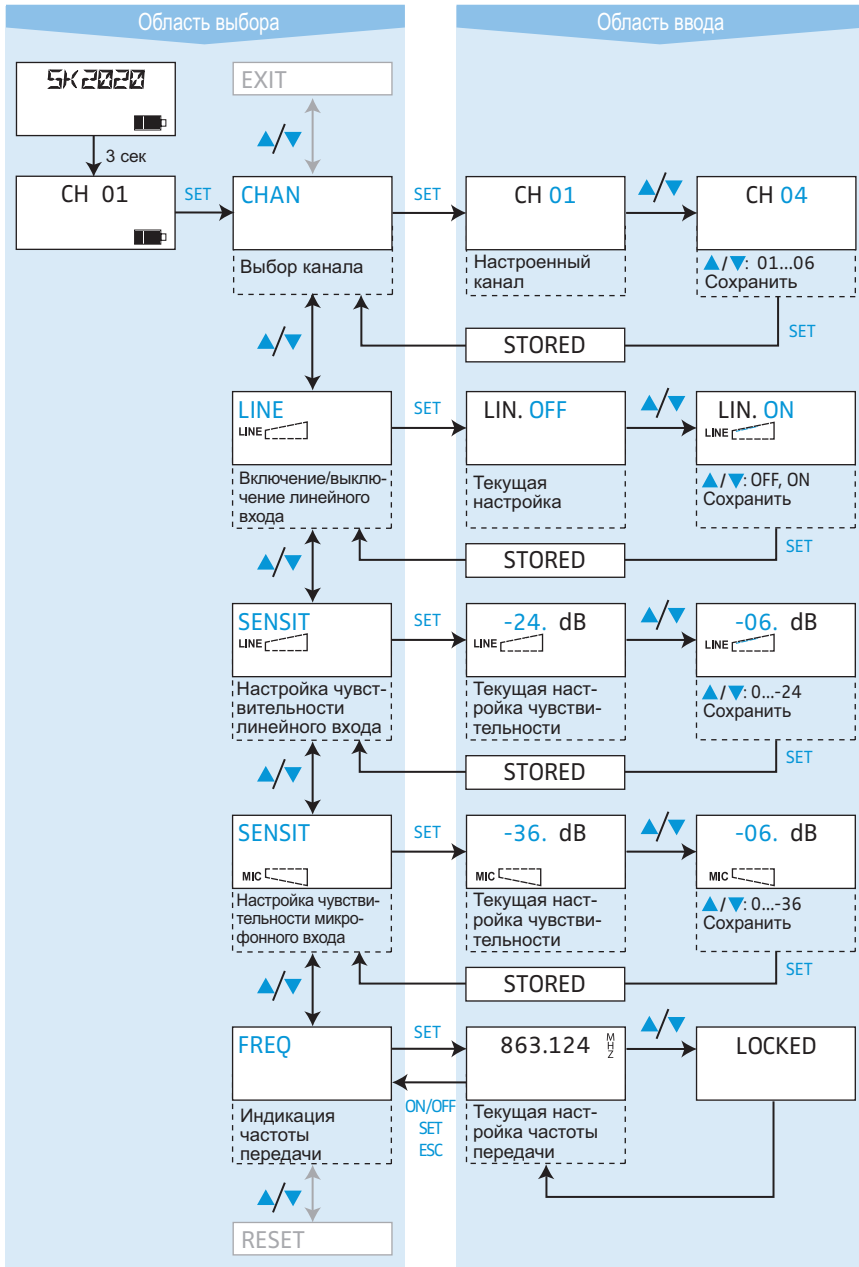 Область выбора
Область ввода
SK2020
EXIT
▲/▼
3 сек
CH 01
SET
CHAN
SET
CH 01
▲/▼
CH 04
Выбор канала
Настроенный
канал
▲/▼: 01...06
Сохранить
▲/▼
STORED
SET
LINE
LINE
SET
LIN. OFF
▲/▼
LIN. ON
LINE
Включение/выклю-
чение линейного
входа
Текущая
настройка
▲/▼: OFF, ON
Сохранить
▲/▼
STORED
SET
SENSIT
LINE
SET
-24. dB
LINE
▲/▼
-06. dB
LINE
Настройка чувст-
вительности
линейного входа
Текущая наст-
ройка чувстви-
тельности
▲/▼: 0...-24
Сохранить
▲/▼
STORED
SET
SENSIT
MIC
SET
-36. dB
MIC
▲/▼
-06. dB
MIC
Настройка чувстви-
тельности микро-
фонного входа
Текущая наст-
ройка чувстви-
тельности
▲/▼: 0...-36
Сохранить
▲/▼
STORED
SET
FREQ
SET
863.124 MHZ
▲/▼
LOCKED
ON/OFF
SET
ESC
Индикация
частоты
передачи
Текущая наст-
ройка частоты
передачи
▲/▼
RESET